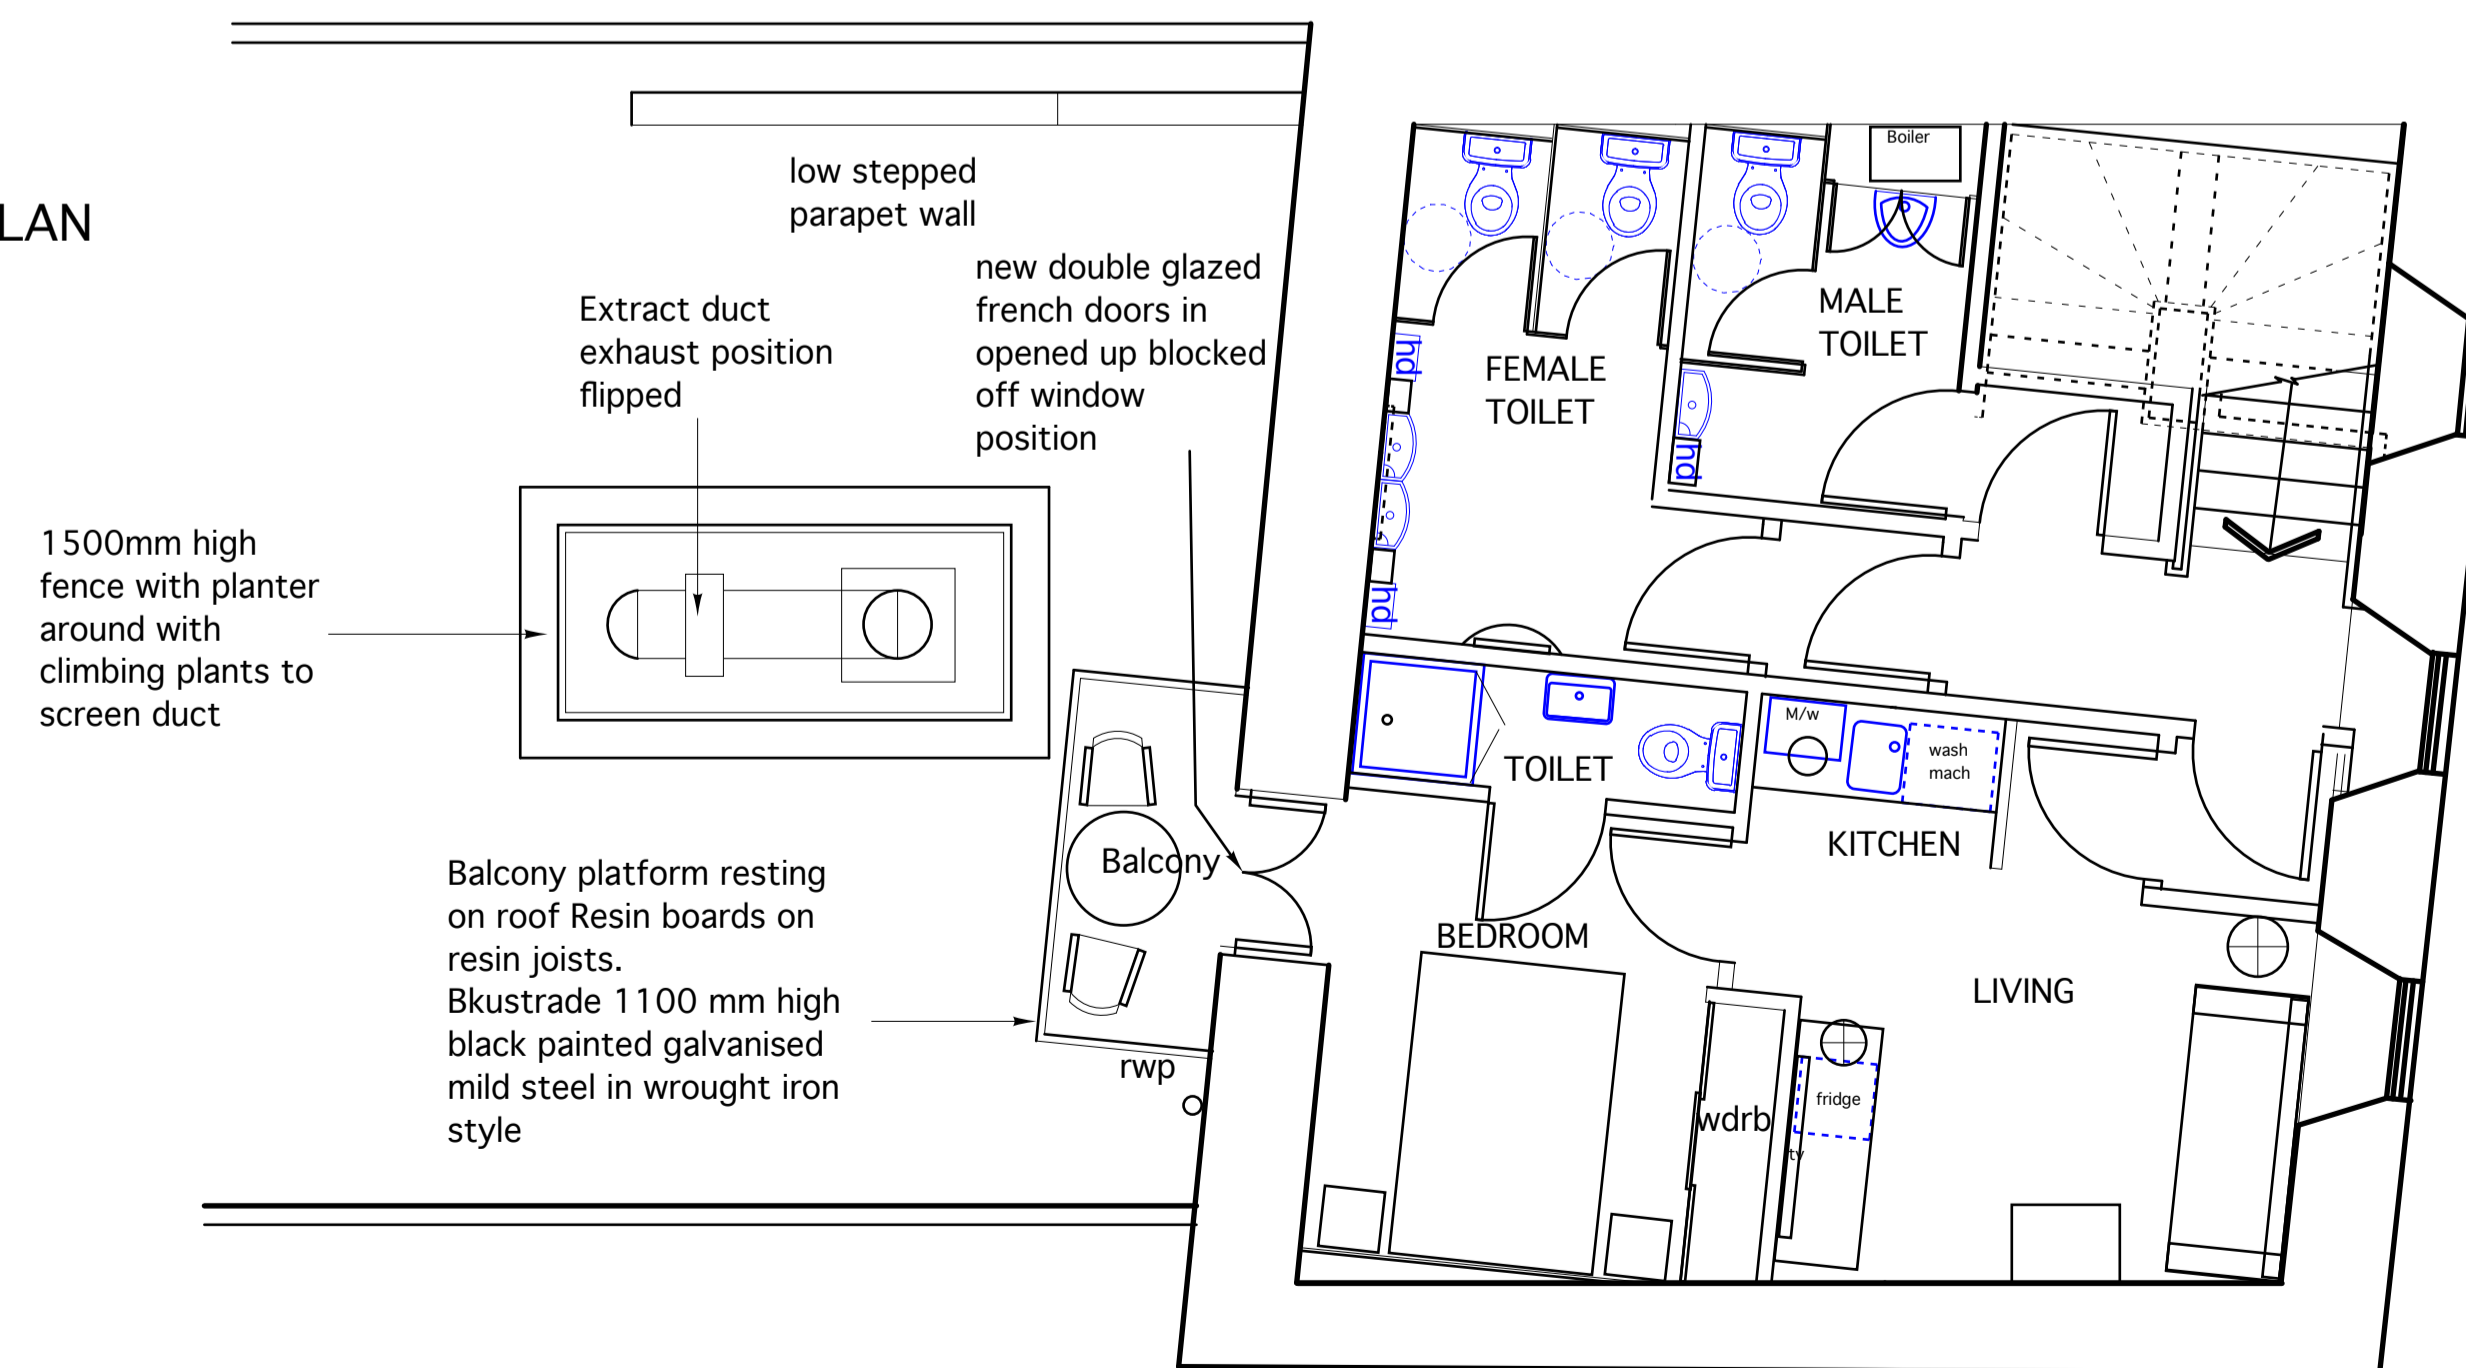 LAN
low stepped
parapet wall
new double glazed
french doors in
opened up blocked
off window
position
Extract duct
exhaust position
flipped
1500mm high
fence with planter
around with
climbing plants to
screen duct
Balcony platform resting
on roof Resin boards on
resin joists.
Bkustrade 1100 mm high
black painted galvanised
mild steel in wrought iron
style
Balcony
rwp
Boiler
MALE
TOILET
FEMALE
TOILET
hd
hd
hd
TOILET
M/w
wash
mach
KITCHEN
BEDROOM
LIVING
wdrb
fridge
tv